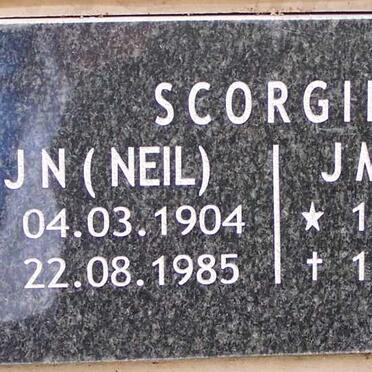 SCORGI
J N (NEIL) J
04.03.1904 ★ 1
22.08.1985 ✝ 1